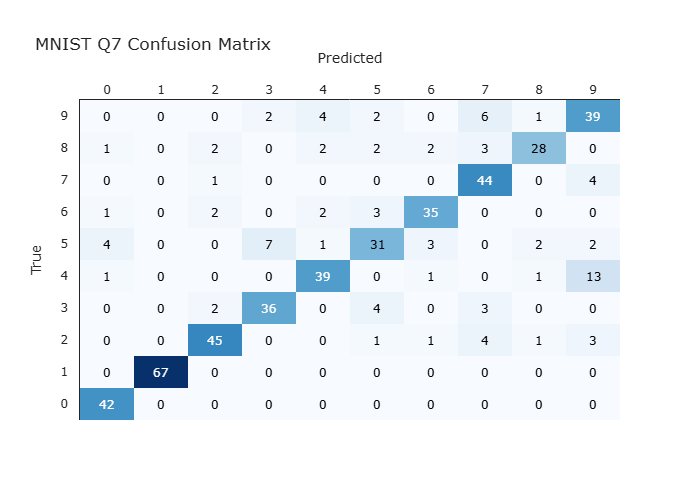 MNIST Q7 Confusion Matrix
Predicted
0 1 2 3 4 5 6 7 8 9
True
9 0 0 0 2 4 2 0 6 1 39
8 1 0 2 0 2 2 2 3 28 0
7 0 0 1 0 0 0 0 44 0 4
6 1 0 2 0 2 3 35 0 0 0
5 4 0 0 7 1 31 3 0 2 2
4 1 0 0 0 39 0 1 0 1 13
3 0 0 2 36 0 4 0 3 0 0
2 0 0 45 0 0 1 1 4 1 3
1 0 67 0 0 0 0 0 0 0 0
0 42 0 0 0 0 0 0 0 0 0